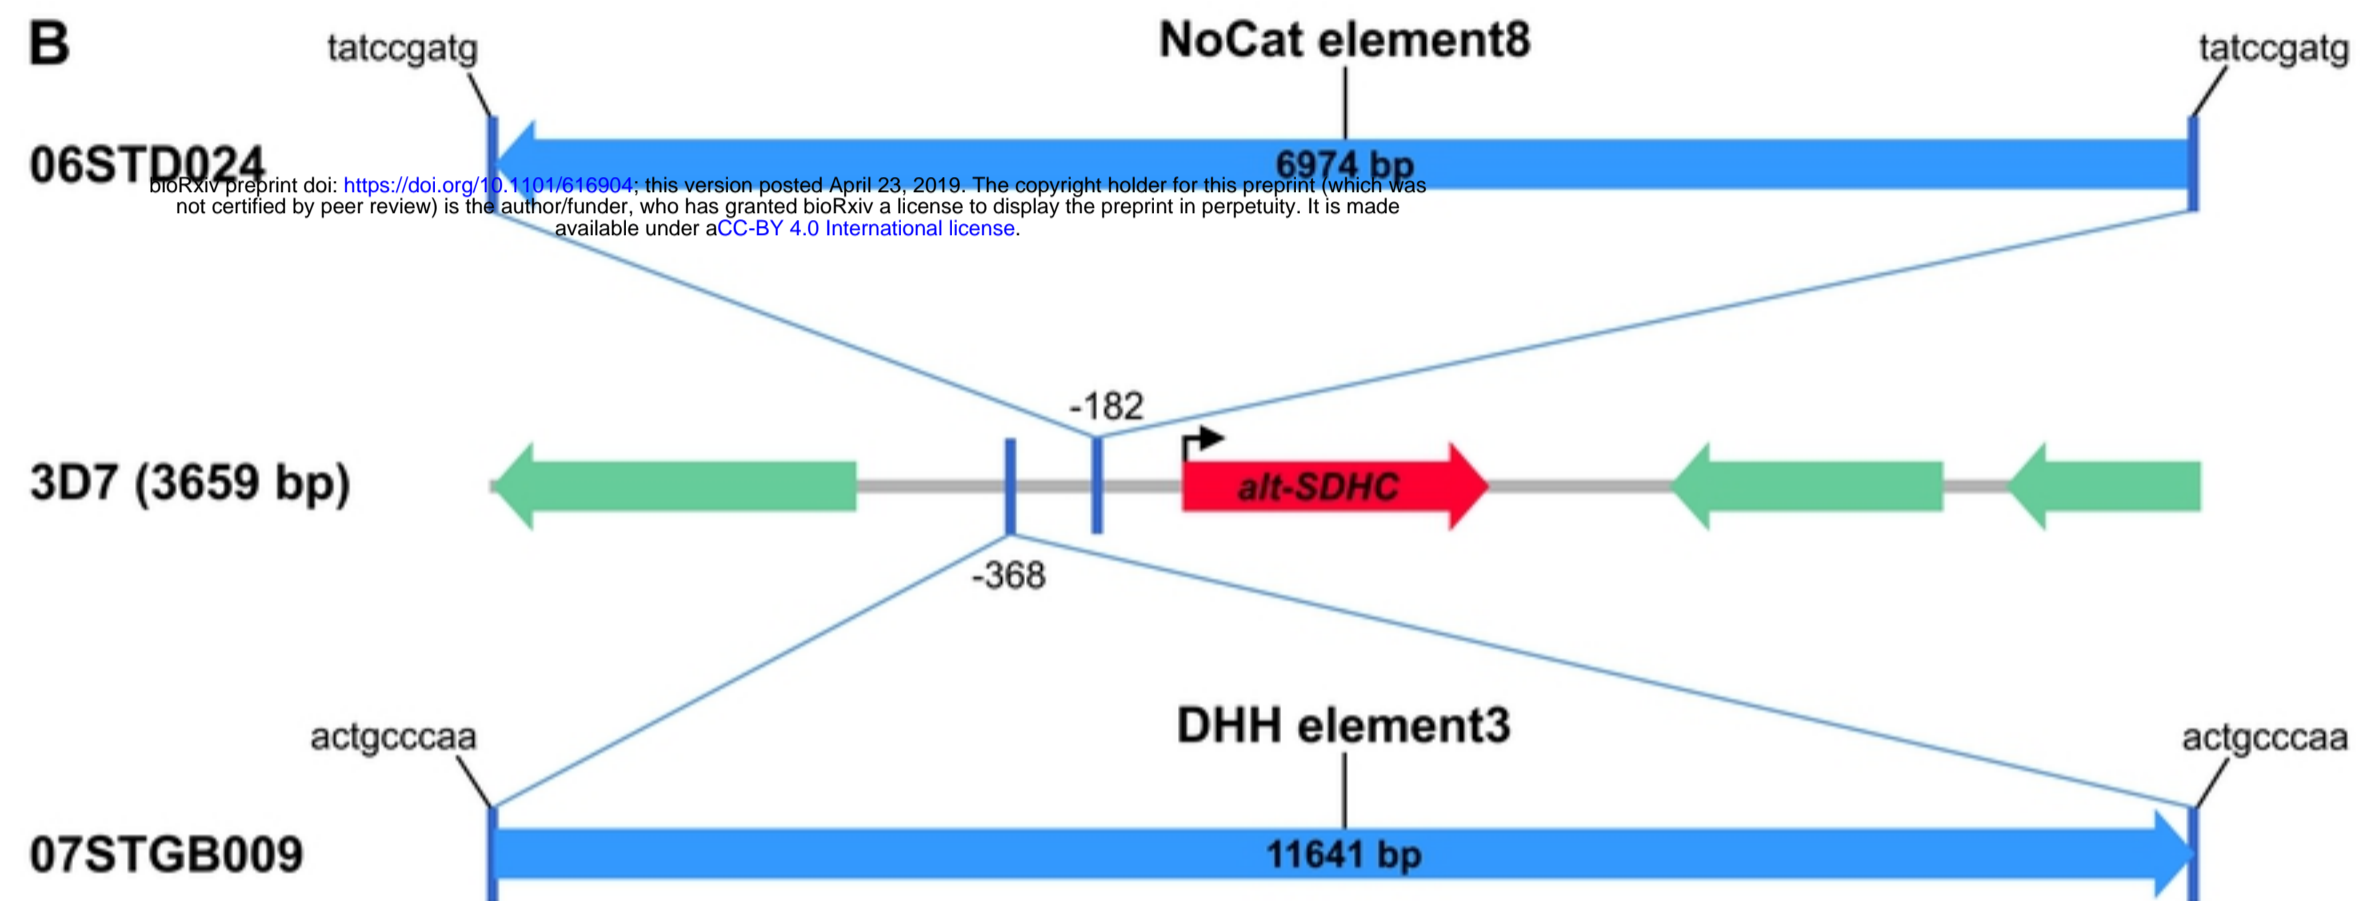 B
tatccgatg
NoCat element8
tatccgatg
06STD024
6974 bp
bioRxiv preprint doi: https://doi.org/10.1101/616904; this version posted April 23, 2019. The copyright holder for this preprint (which was
not certified by peer review) is the author/funder, who has granted bioRxiv a license to display the preprint in perpetuity. It is made
available under aCC-BY 4.0 International license.
-182
3D7 (3659 bp)
alt-SDHC
-368
DHH element3
actgcccaa
actgcccaa
07STGB009
11641 bp